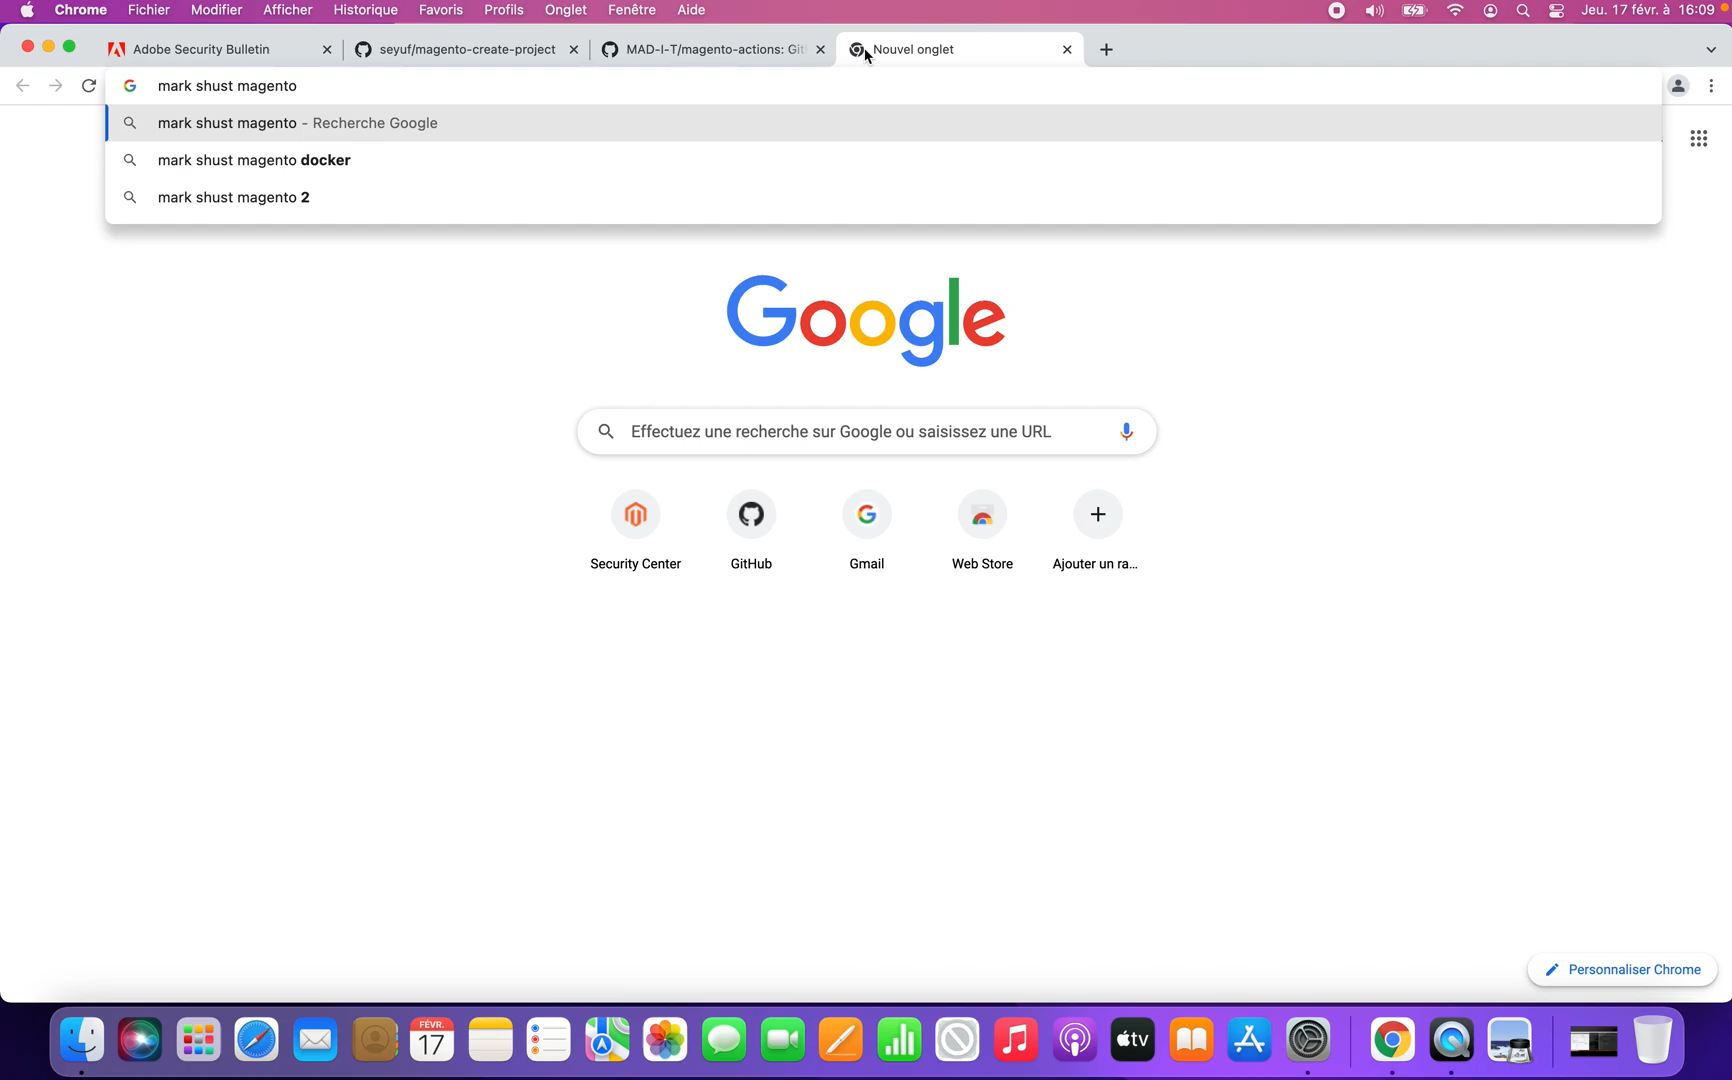 Chrome Fichier Modifier Afficher Historique Favoris Profils Onglet Fenêtre Aide Jeu. 17 févr. à 16:09
Adobe Security Bulletin seyuf/magento-create-project MAD-I-T/magento-actions: Git Nouvel onglet
mark shust magento
mark shust magento - Recherche Google
mark shust magento docker
mark shust magento 2
Google
Effectuez une recherche sur Google ou saisissez une URL
Security Center GitHub Gmail Web Store Ajouter un ra...
Personnaliser Chrome
FÉVR.
17
tv